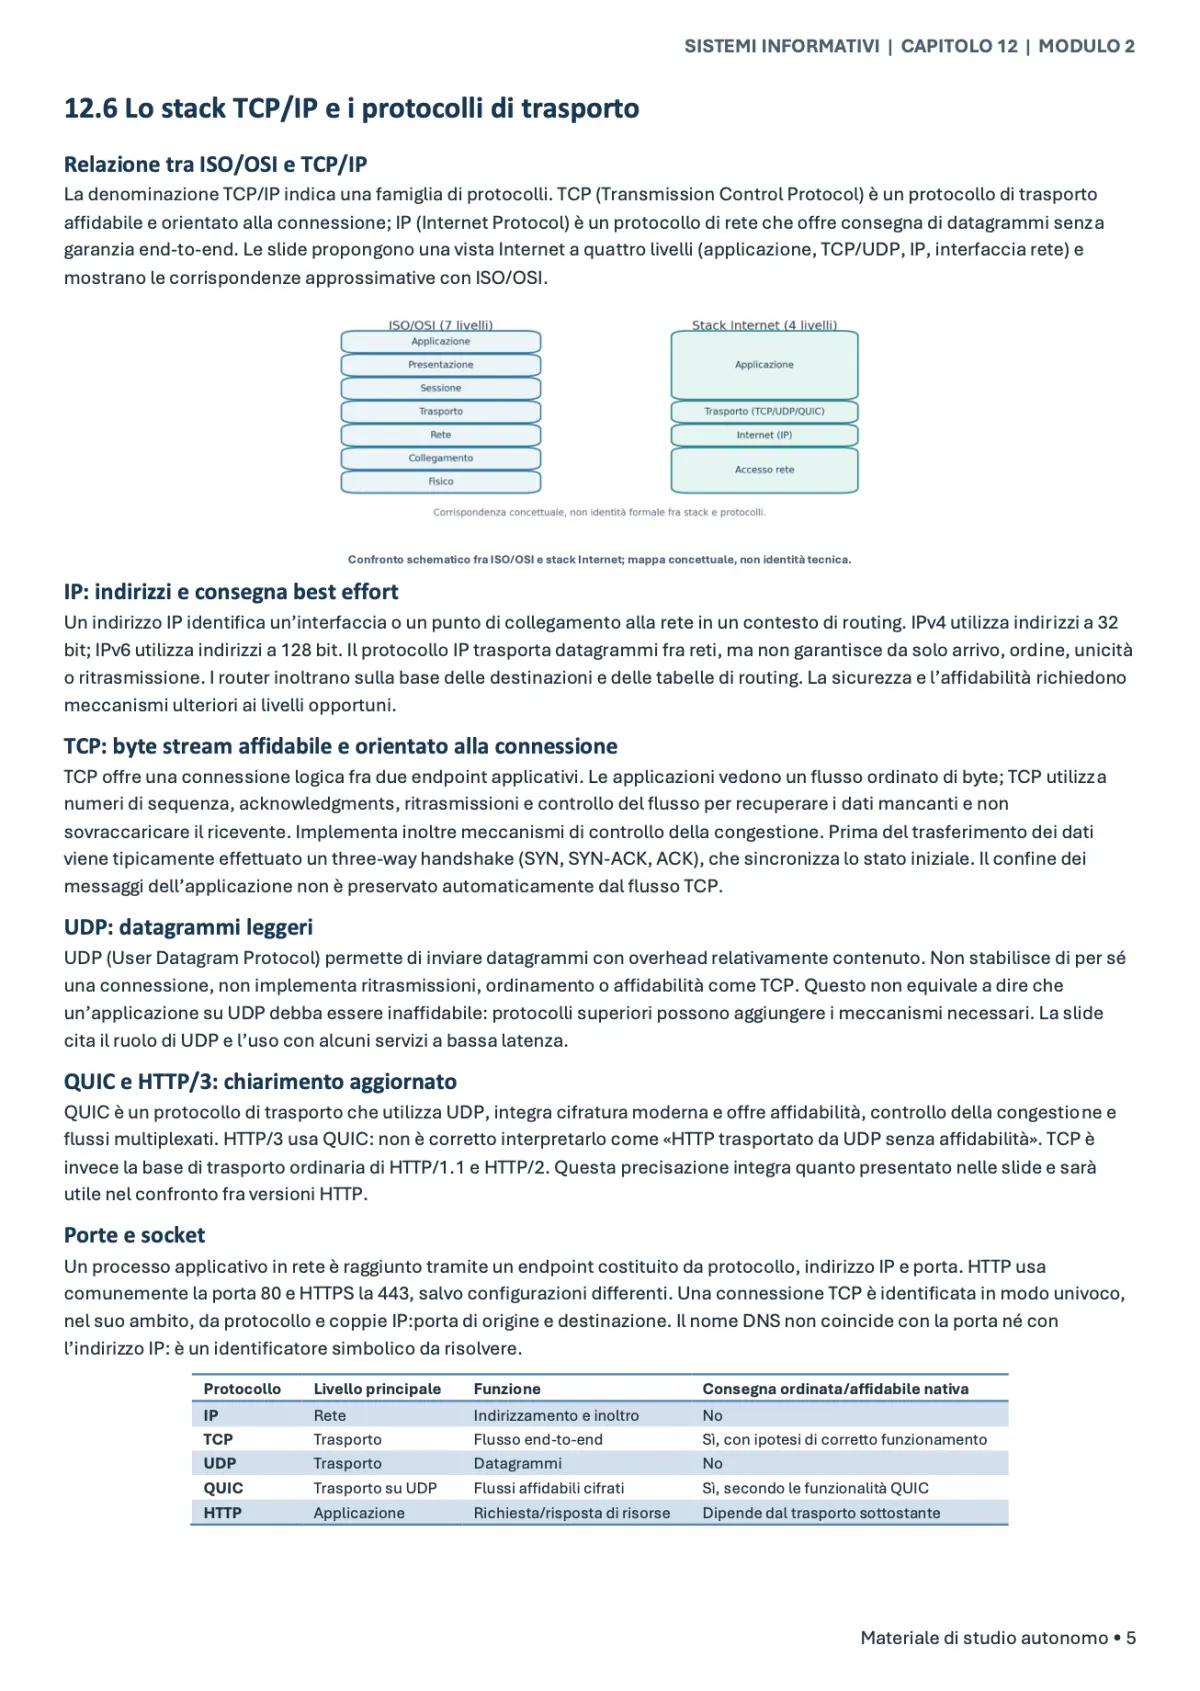 SISTEMI INFORMATIVI | CAPITOLO 12 | MODULO 2
12.6 Lo stack TCP/IP e i protocolli di trasporto
Relazione tra ISO/OSI e TCP/IP
La denominazione TCP/IP indica una famiglia di protocolli. TCP (Transmission Control Protocol) è un protocollo di trasporto
affidabile e orientato alla connessione; IP (Internet Protocol) è un protocollo di rete che offre consegna di datagrammi senza
garanzia end-to-end. Le slide propongono una vista Internet a quattro livelli (applicazione, TCP/UDP, IP, interfaccia rete) e
mostrano le corrispondenze approssimative con ISO/OSI.
ISO/OSI (7 livelli)
Applicazione
Presentazione
Sessione
Trasporto
Rete
Collegamento
Fisico
Stack Internet (4 livelli)
Applicazione
Trasporto (TCP/UDP/QUIC)
Internet (IP)
Accesso rete
Corrispondenza concettuale, non identità formale fra stack e protocolli.
Confronto schematico fra ISO/OSI e stack Internet; mappa concettuale, non identità tecnica.
IP: indirizzi e consegna best effort
Un indirizzo IP identifica un’interfaccia o un punto di collegamento alla rete in un contesto di routing. IPv4 utilizza indirizzi a 32
bit; IPv6 utilizza indirizzi a 128 bit. Il protocollo IP trasporta datagrammi fra reti, ma non garantisce da solo arrivo, ordine, unicità
o ritrasmissione. I router inoltrano sulla base delle destinazioni e delle tabelle di routing. La sicurezza e l’affidabilità richiedono
meccanismi ulteriori ai livelli opportuni.
TCP: byte stream affidabile e orientato alla connessione
TCP offre una connessione logica fra due endpoint applicativi. Le applicazioni vedono un flusso ordinato di byte; TCP utilizza
numeri di sequenza, acknowledgments, ritrasmissioni e controllo del flusso per recuperare i dati mancanti e non
sovraccaricare il ricevente. Implementa inoltre meccanismi di controllo della congestione. Prima del trasferimento dei dati
viene tipicamente effettuato un three-way handshake (SYN, SYN-ACK, ACK), che sincronizza lo stato iniziale. Il confine dei
messaggi dell’applicazione non è preservato automaticamente dal flusso TCP.
UDP: datagrammi leggeri
UDP (User Datagram Protocol) permette di inviare datagrammi con overhead relativamente contenuto. Non stabilisce di per sé
una connessione, non implementa ritrasmissioni, ordinamento o affidabilità come TCP. Questo non equivale a dire che
un’applicazione su UDP debba essere inaffidabile: protocolli superiori possono aggiungere i meccanismi necessari. La slide
cita il ruolo di UDP e l’uso con alcuni servizi a bassa latenza.
QUIC e HTTP/3: chiarimento aggiornato
QUIC è un protocollo di trasporto che utilizza UDP, integra cifratura moderna e offre affidabilità, controllo della congestione e
flussi multiplexati. HTTP/3 usa QUIC: non è corretto interpretarlo come «HTTP trasportato da UDP senza affidabilità». TCP è
invece la base di trasporto ordinaria di HTTP/1.1 e HTTP/2. Questa precisazione integra quanto presentato nelle slide e sarà
utile nel confronto fra versioni HTTP.
Porte e socket
Un processo applicativo in rete è raggiunto tramite un endpoint costituito da protocollo, indirizzo IP e porta. HTTP usa
comunemente la porta 80 e HTTPS la 443, salvo configurazioni differenti. Una connessione TCP è identificata in modo univoco,
nel suo ambito, da protocollo e coppie IP:porta di origine e destinazione. Il nome DNS non coincide con la porta né con
l’indirizzo IP: è un identificatore simbolico da risolvere.
Protocollo Livello principale Funzione Consegna ordinata/affidabile nativa
IP Rete Indirizzamento e inoltro No
TCP Trasporto Flusso end-to-end Sì, con ipotesi di corretto funzionamento
UDP Trasporto Datagrammi No
QUIC Trasporto su UDP Flussi affidabili cifrati Sì, secondo le funzionalità QUIC
HTTP Applicazione Richiesta/risposta di risorse Dipende dal trasporto sottostante
Materiale di studio autonomo • 5